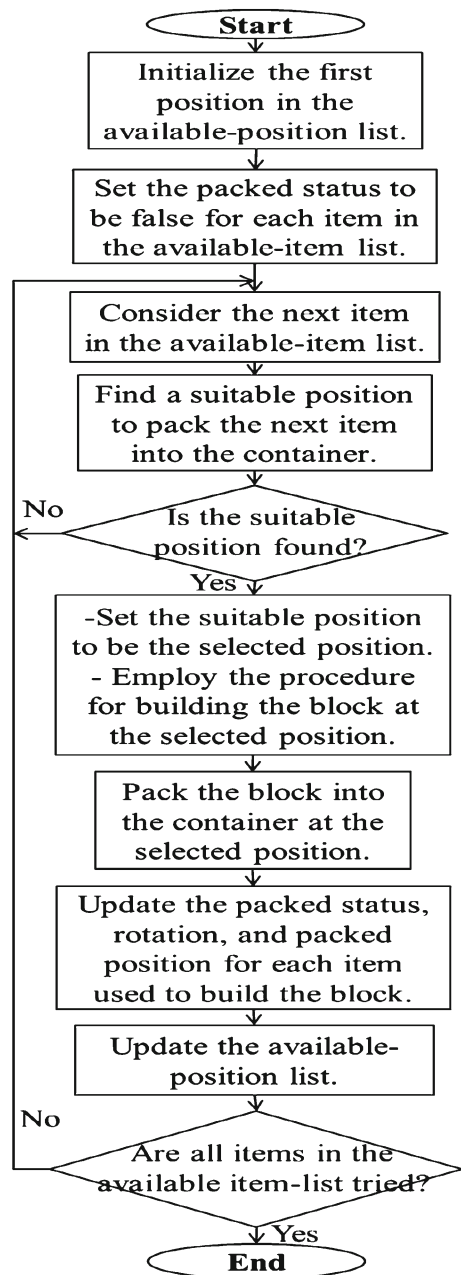 Start
Initialize the first
position in the
available-position list.
Set the packed status to
be false for each item in
the available-item list.
Consider the next item
in the available-item list.
Find a suitable position
to pack the next item
into the container.
No
Is the suitable
position found?
Yes
-Set the suitable position
to be the selected position.
- Employ the procedure
for building the block at
the selected position.
Pack the block into
the container at the
selected position.
Update the packed status,
rotation, and packed
position for each item
used to build the block.
Update the available-
position list.
No
Are all items in the
available item-list tried?
Yes
End